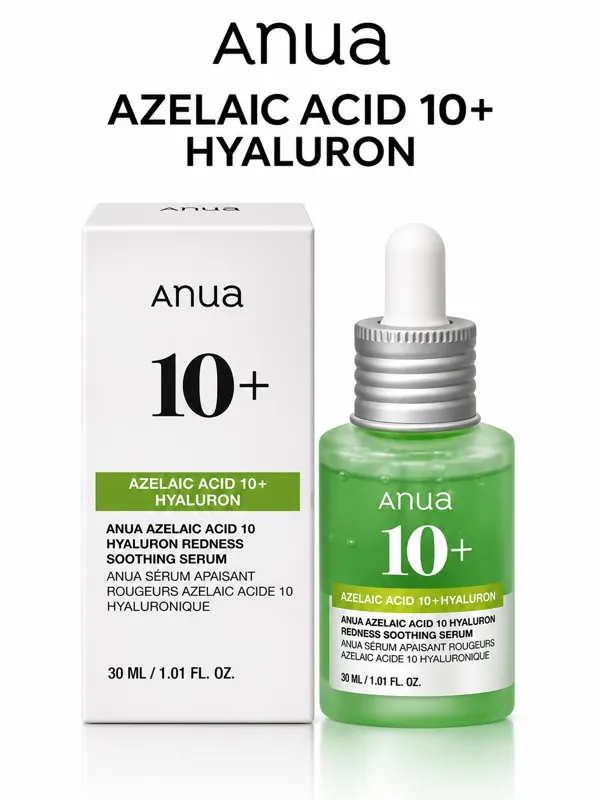 Anua
AZELAIC ACID 10+
HYALURON
Anua
Anua
10+
AZELAIC ACID 10+
HYALURON
ANUA AZELAIC ACID 10
HYALURON REDNESS
SOOTHING SERUM
ANUA SÉRUM APAISANT
ROUGEURS AZELAIC ACIDE 10
HYALURONIQUE
30 ML / 1.01 FL. OZ.
Anua
10+
AZELAIC ACID 10+HYALURON
ANUA AZELAIC ACID 10 HYALURON
REDNESS SOOTHING SERUM
ANUA SÉRUM APAISANT ROUGEURS
AZELAIC ACIDE 10 HYALURONIQUE
30 ML / 1.01 FL. OZ.